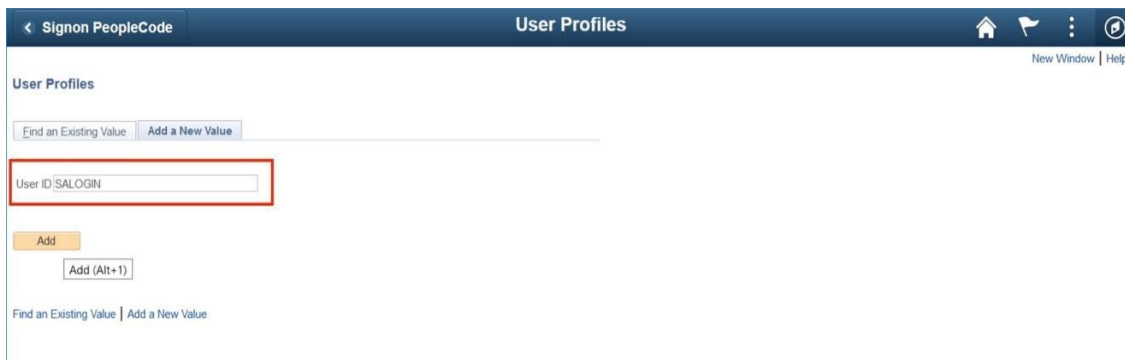 Signon PeopleCode
User Profiles
New Window | Help
User Profiles
Find an Existing Value
Add a New Value
User ID SALOGIN
Add
Add (Alt+1)
Find an Existing Value | Add a New Value